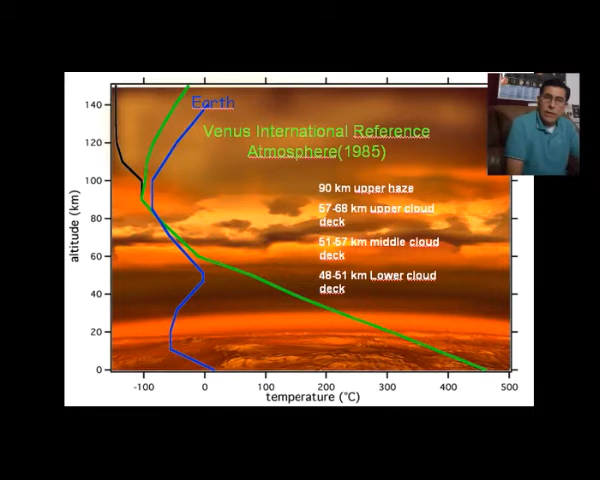 Earth
Venus International Reference
Atmosphere(1985)
90 km upper haze
57-68 km upper cloud
deck
51-57 km middle cloud
deck
48-51 km Lower cloud
deck
altitude (km)
140
120
100
80
60
40
20
0
-100
0
100
200
300
400
500
temperature (°C)